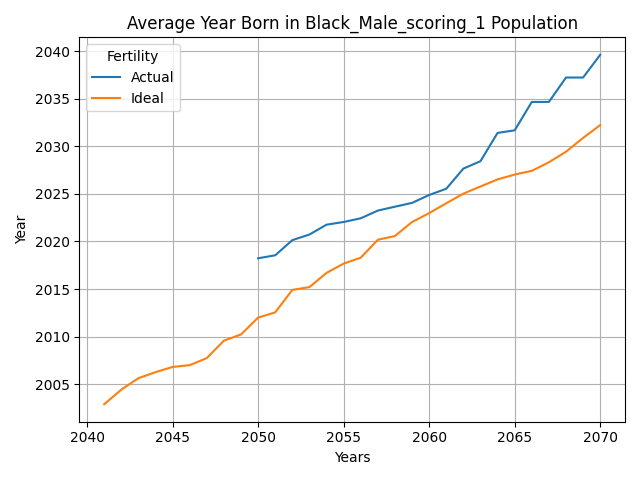 Average Year Born in Black_Male_scoring_1 Population
Fertility
Actual
Ideal
2040
2035
2030
2025
2020
2015
2010
2005
Year
2040 2045 2050 2055 2060 2065 2070
Years